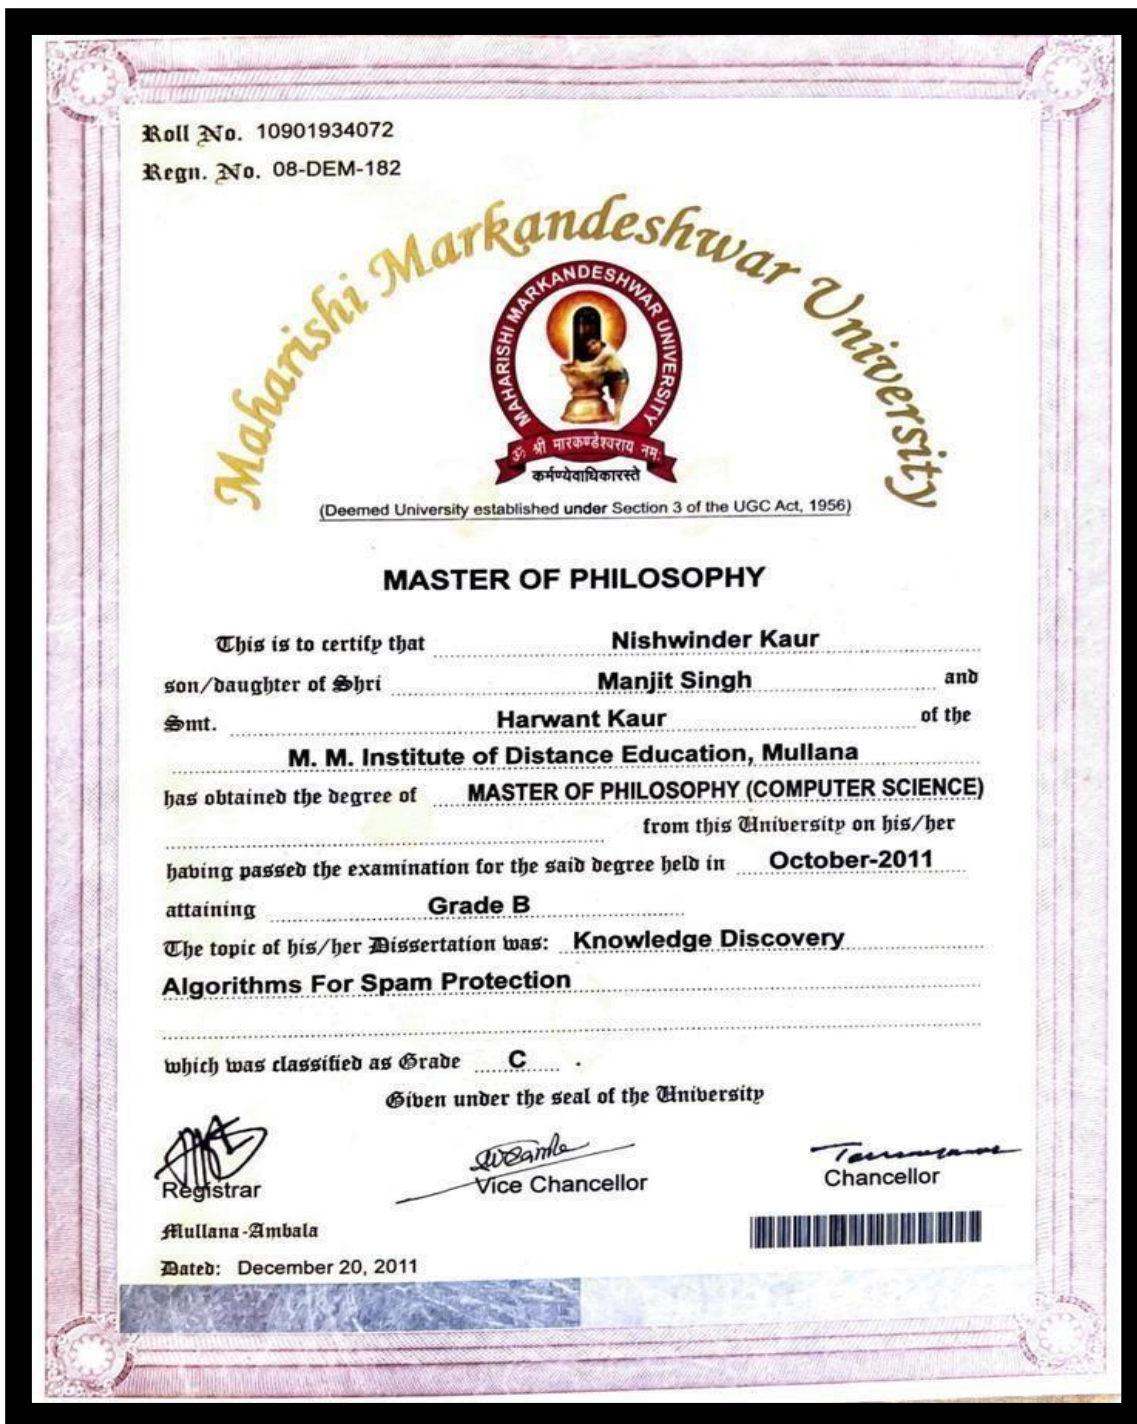 Roll No. 10901934072
Regn. No. 08-DEM-182
Maharishi Markandeshwar University
MAHARISHI MARKANDESHWAR UNIVERSITY
ॐ श्री मारकण्डेश्वराय नमः
कर्मण्येवाधिकारस्ते
(Deemed University established under Section 3 of the UGC Act, 1956)
MASTER OF PHILOSOPHY
This is to certify that Nishwinder Kaur
son/daughter of Shri Manjit Singh and
Smt. Harwant Kaur of the
M. M. Institute of Distance Education, Mullana
has obtained the degree of MASTER OF PHILOSOPHY (COMPUTER SCIENCE)
from this University on his/her
having passed the examination for the said degree held in October-2011
attaining Grade B
The topic of his/her Dissertation was: Knowledge Discovery
Algorithms For Spam Protection
which was classified as Grade C .
Given under the seal of the University
Registrar
Vice Chancellor
Chancellor
Mullana-Ambala
Dated: December 20, 2011